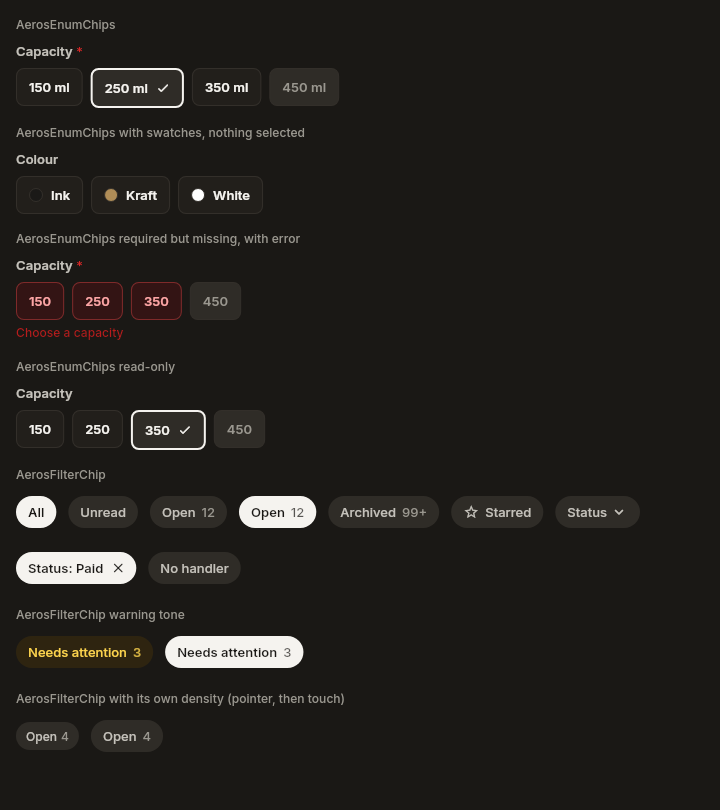 AerosEnumChips
Capacity *
150 ml 250 ml 350 ml 450 ml
AerosEnumChips with swatches, nothing selected
Colour
Ink Kraft White
AerosEnumChips required but missing, with error
Capacity *
150 250 350 450
Choose a capacity
AerosEnumChips read-only
Capacity
150 250 350 450
AerosFilterChip
All Unread Open 12 Open 12 Archived 99+ Starred Status
Status: Paid No handler
AerosFilterChip warning tone
Needs attention 3 Needs attention 3
AerosFilterChip with its own density (pointer, then touch)
Open 4 Open 4